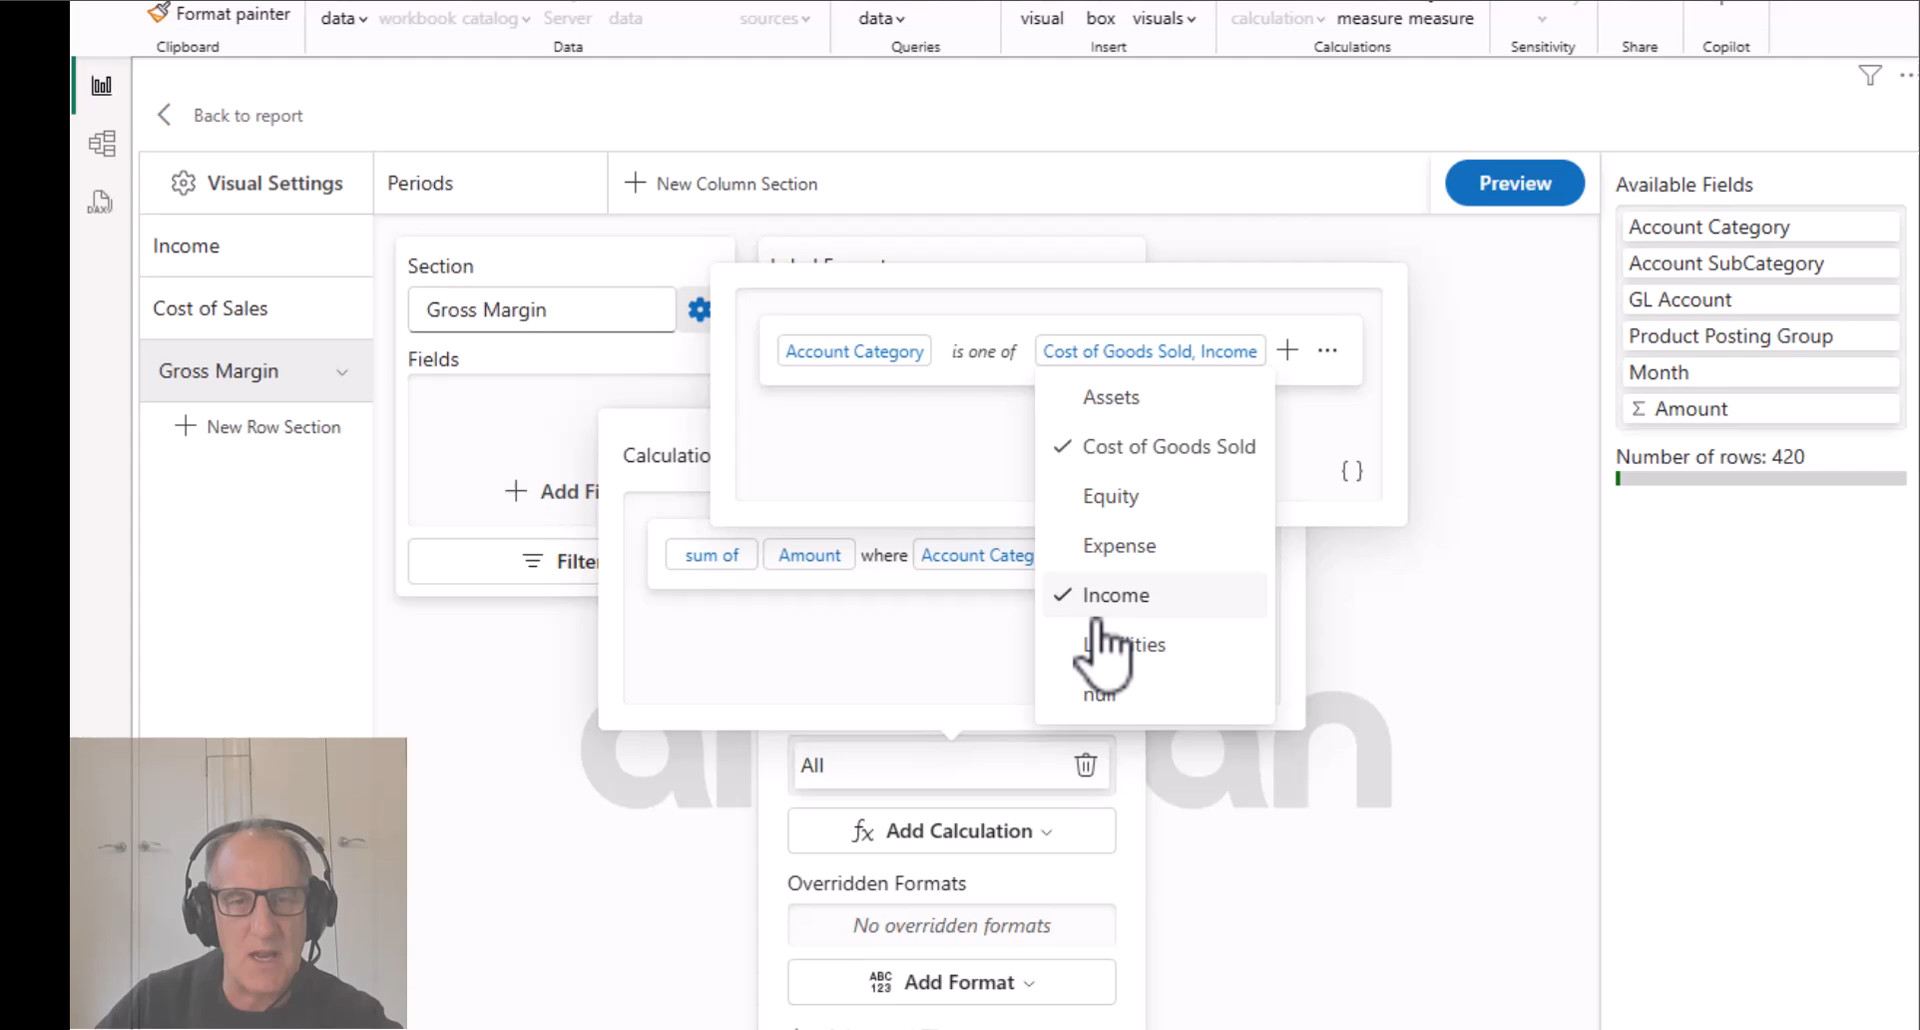 Format painter
data
workbook catalog
Server
data
sources
data
visual
box
visuals
calculation
measure measure
Clipboard
Data
Queries
Insert
Calculations
Sensitivity
Share
Copilot
Back to report
Visual Settings
Periods
New Column Section
Preview
Available Fields
Income
Cost of Sales
Gross Margin
New Row Section
Section
Gross Margin
Fields
Account Category is one of Cost of Goods Sold, Income
Assets
Cost of Goods Sold
Equity
Expense
Income
null
{ }
sum of Amount where Account Categ
Calculatio
Add Fi
Filte
All
fx Add Calculation
Overridden Formats
No overridden formats
ABC
123
Add Format
Account Category
Account SubCategory
GL Account
Product Posting Group
Month
Σ Amount
Number of rows: 420
DAX